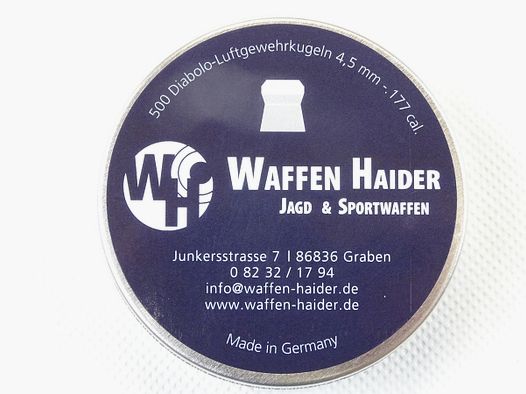 500 Diabolo-Luftgewehrkugeln 4,5 mm -.177 cal.
WH
WAFFEN HAIDER
JAGD & SPORTWAFFEN
Junkersstrasse 7 | 86836 Graben
0 82 32 / 17 94
info@waffen-haider.de
www.waffen-haider.de
Made in Germany